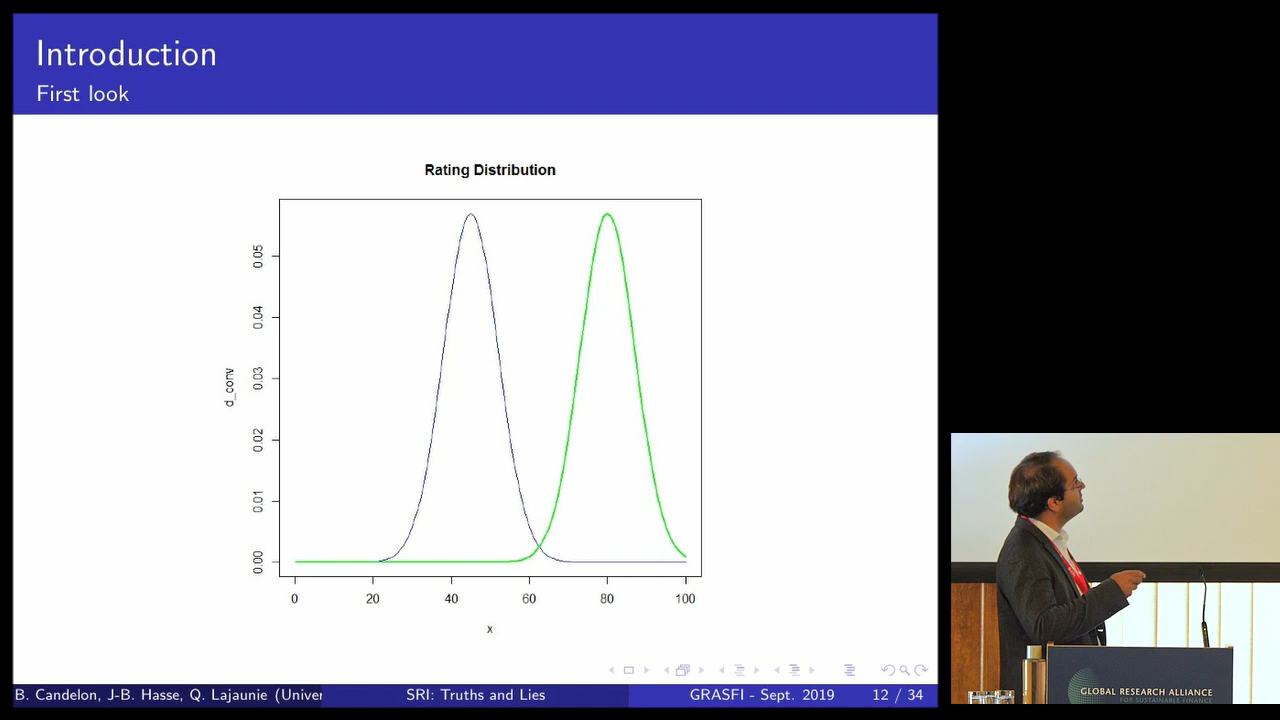 Introduction
First look
Rating Distribution
d_conv
0.00 0.01 0.02 0.03 0.04 0.05
0 20 40 60 80 100
x
B. Candelon, J-B. Hasse, Q. Lajaunie (Univer
SRI: Truths and Lies
GRASFI - Sept. 2019
12 / 34
GLOBAL RESEARCH ALLIANCE
FOR SUSTAINABLE FINANCE